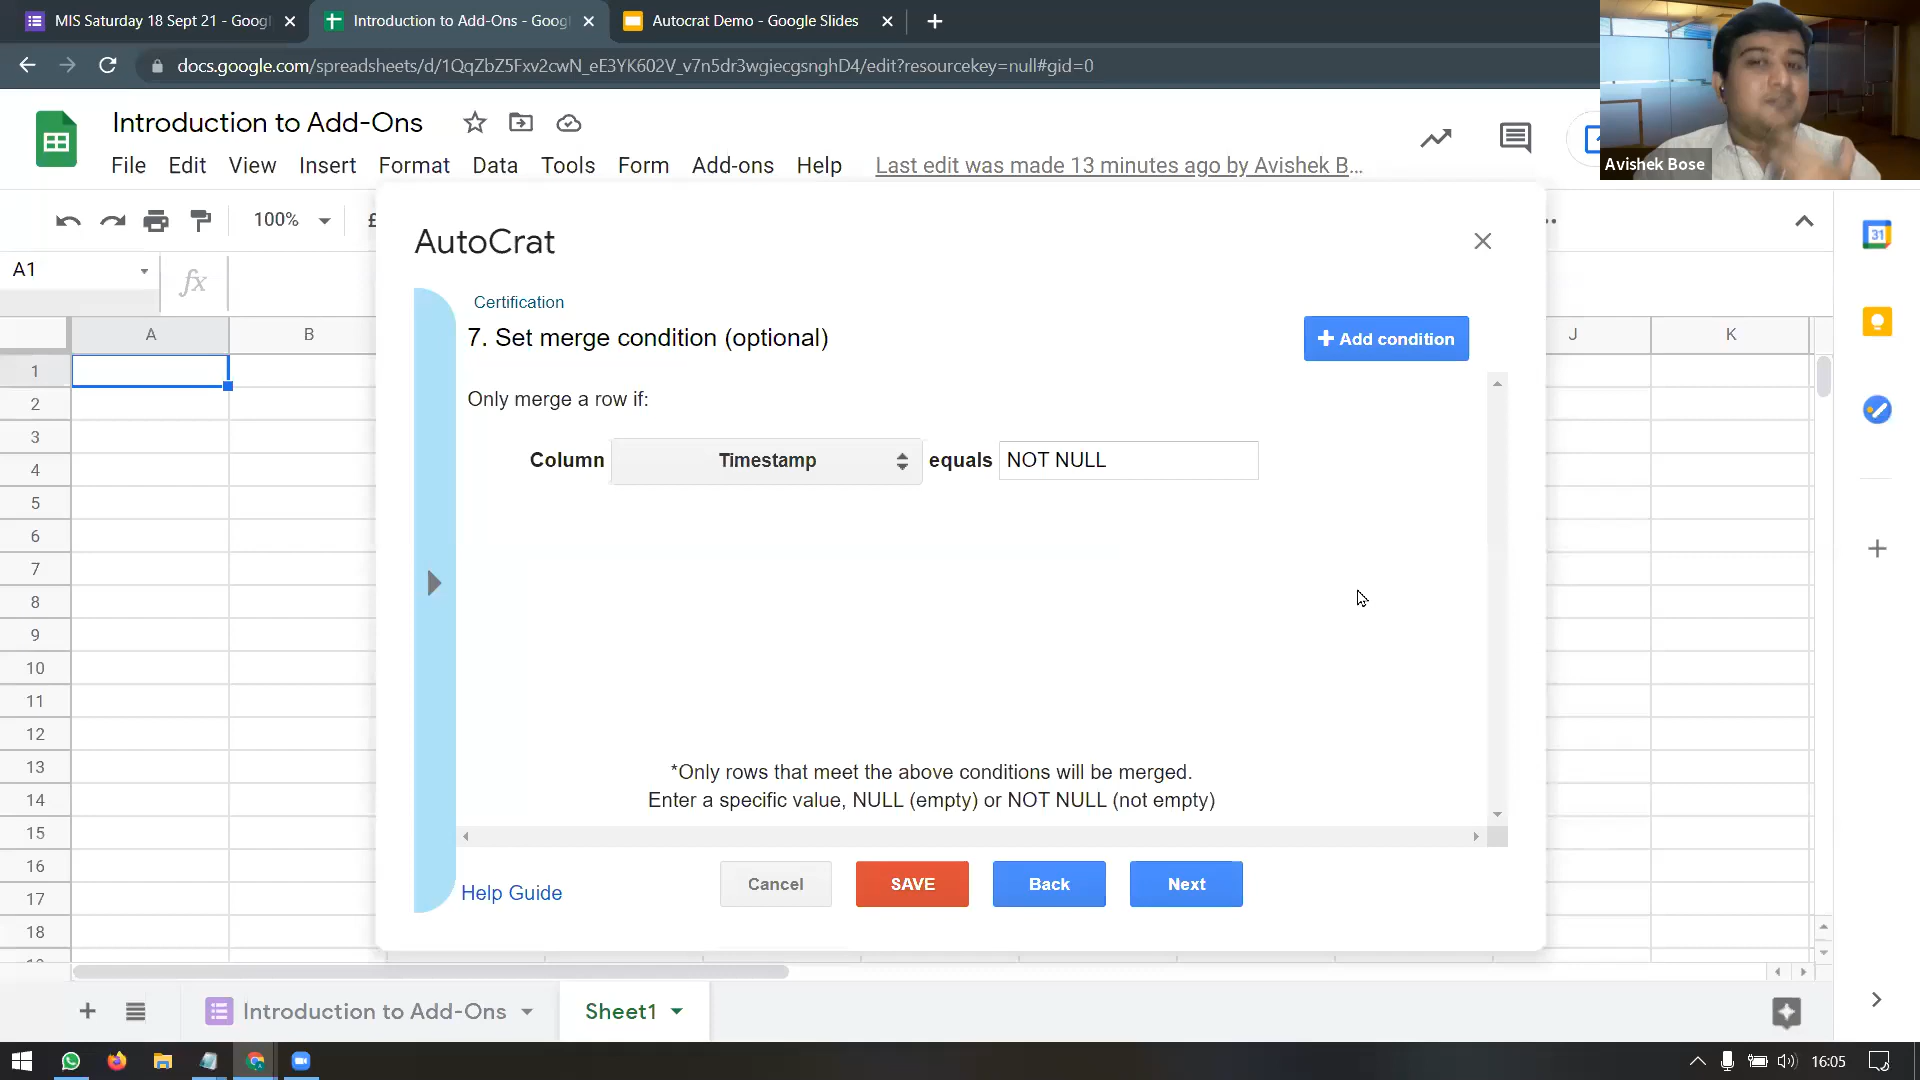 MIS Saturday 18 Sept 21 - Googl
Introduction to Add-Ons - Goog
Autocrat Demo - Google Slides
docs.google.com/spreadsheets/d/1QqZbZ5Fxv2cwN_eE3YK602V_v7n5dr3wgiecgsnghD4/edit?resourcekey=null#gid=0
Avishek Bose
Introduction to Add-Ons
File Edit View Insert Format Data Tools Form Add-ons Help Last edit was made 13 minutes ago by Avishek B...
100% £
A1
fx
AutoCrat
Certification
7. Set merge condition (optional)
+ Add condition
Only merge a row if:
Column Timestamp equals NOT NULL
*Only rows that meet the above conditions will be merged.
Enter a specific value, NULL (empty) or NOT NULL (not empty)
Help Guide
Cancel SAVE Back Next
A B J K
1
2
3
4
5
6
7
8
9
10
11
12
13
14
15
16
17
18
31
Introduction to Add-Ons
Sheet1
16:05